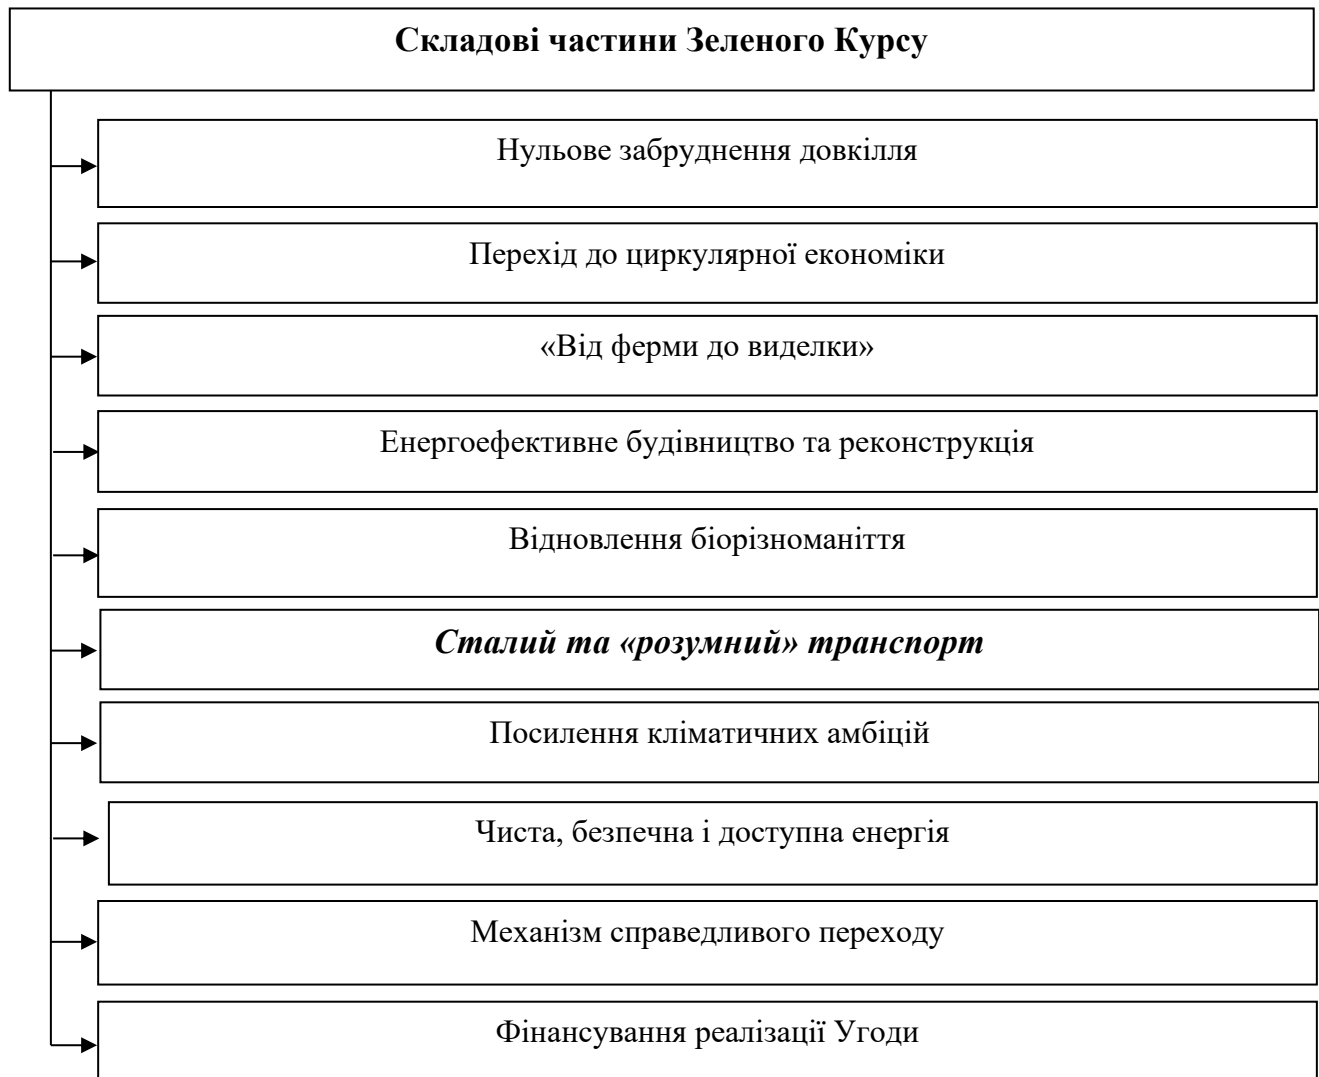 Складові частини Зеленого Курсу
Нульове забруднення довкілля
Перехід до циркулярної економіки
«Від ферми до виделки»
Енергоефективне будівництво та реконструкція
Відновлення біорізноманіття
Сталий та «розумний» транспорт
Посилення кліматичних амбіцій
Чиста, безпечна і доступна енергія
Механізм справедливого переходу
Фінансування реалізації Угоди